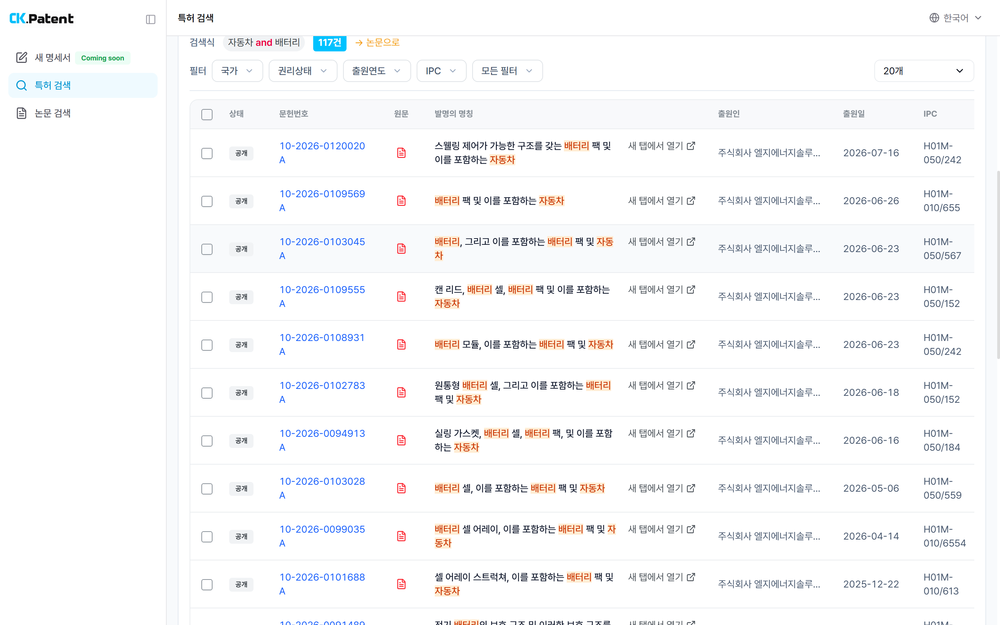 CK.Patent
특허 검색
한국어
새 명세서 Coming soon
특허 검색
논문 검색
검색식 자동차 and 배터리 117건 → 논문으로
필터 국가 권리상태 출원연도 IPC 모든 필터 20개
상태 문헌번호 원문 발명의 명칭 출원인 출원일 IPC
공개 10-2026-0120020 A 스웰링 제어가 가능한 구조를 갖는 배터리 팩 및
이를 포함하는 자동차 새 탭에서 열기 주식회사 엘지에너지솔루... 2026-07-16 H01M-
050/242
공개 10-2026-0109569 A 배터리 팩 및 이를 포함하는 자동차 새 탭에서 열기 주식회사 엘지에너지솔루... 2026-06-26 H01M-
010/655
공개 10-2026-0103045 A 배터리, 그리고 이를 포함하는 배터리 팩 및 자동
차 새 탭에서 열기 주식회사 엘지에너지솔루... 2026-06-23 H01M-
050/567
공개 10-2026-0109555 A 캔 리드, 배터리 셀, 배터리 팩 및 이를 포함하는
자동차 새 탭에서 열기 주식회사 엘지에너지솔루... 2026-06-23 H01M-
050/152
공개 10-2026-0108931 A 배터리 모듈, 이를 포함하는 배터리 팩 및 자동차 새 탭에서 열기 주식회사 엘지에너지솔루... 2026-06-23 H01M-
050/242
공개 10-2026-0102783 A 원통형 배터리 셀, 그리고 이를 포함하는 배터리
팩 및 자동차 새 탭에서 열기 주식회사 엘지에너지솔루... 2026-06-18 H01M-
050/152
공개 10-2026-0094913 A 실링 가스켓, 배터리 셀, 배터리 팩, 및 이를 포함
하는 자동차 새 탭에서 열기 주식회사 엘지에너지솔루... 2026-06-16 H01M-
050/184
공개 10-2026-0103028 A 배터리 셀, 이를 포함하는 배터리 팩 및 자동차 새 탭에서 열기 주식회사 엘지에너지솔루... 2026-05-06 H01M-
050/559
공개 10-2026-0099035 A 배터리 셀 어레이, 이를 포함하는 배터리 팩 및 자
동차 새 탭에서 열기 주식회사 엘지에너지솔루... 2026-04-14 H01M-
010/6554
공개 10-2026-0101688 A 셀 어레이 스트럭쳐, 이를 포함하는 배터리 팩 및
자동차 새 탭에서 열기 주식회사 엘지에너지솔루... 2025-12-22 H01M-
010/613
10-2026-0091489 전기 배터리의 보호 구조 및 이러한 보호 구조를 새 탭에서 열기 H01M-